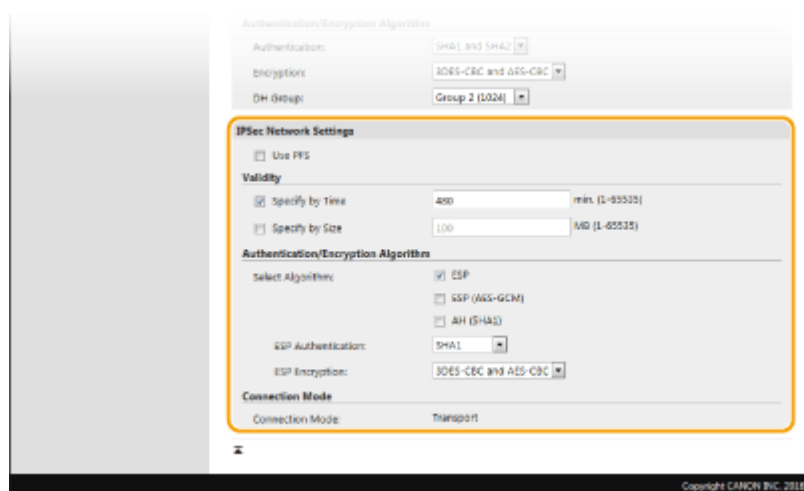 Authentication/Encryption Algorithm
Authentication: SHA1 and SHA2
Encryption: 3DES-CBC and AES-CBC
DH Group: Group 2 (1024)
IPSec Network Settings
Use PFS
Validity
Specify by Time 480 min. (1-65535)
Specify by Size 100 MB (1-65535)
Authentication/Encryption Algorithm
Select Algorithm: ESP
ESP (AES-GCM)
AH (SHA1)
ESP Authentication: SHA1
ESP Encryption: 3DES-CBC and AES-CBC
Connection Mode
Connection Mode: Transport
Copyright CANON INC. 2016